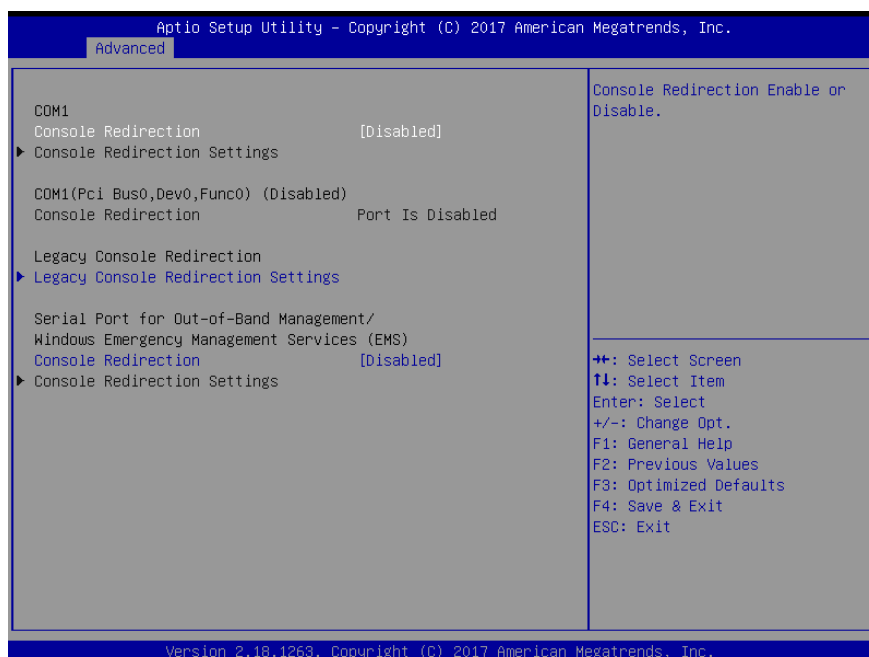 Aptio Setup Utility – Copyright (C) 2017 American Megatrends, Inc.
Advanced
COM1
Console Redirection [Disabled]
Console Redirection Settings
COM1(Pci Bus0,Dev0,Func0) (Disabled)
Console Redirection Port Is Disabled
Legacy Console Redirection
Legacy Console Redirection Settings
Serial Port for Out-of-Band Management/
Windows Emergency Management Services (EMS)
Console Redirection [Disabled]
Console Redirection Settings
Console Redirection Enable or
Disable.
→←: Select Screen
↑↓: Select Item
Enter: Select
+/-: Change Opt.
F1: General Help
F2: Previous Values
F3: Optimized Defaults
F4: Save & Exit
ESC: Exit
Version 2.18.1263. Copyright (C) 2017 American Megatrends, Inc.